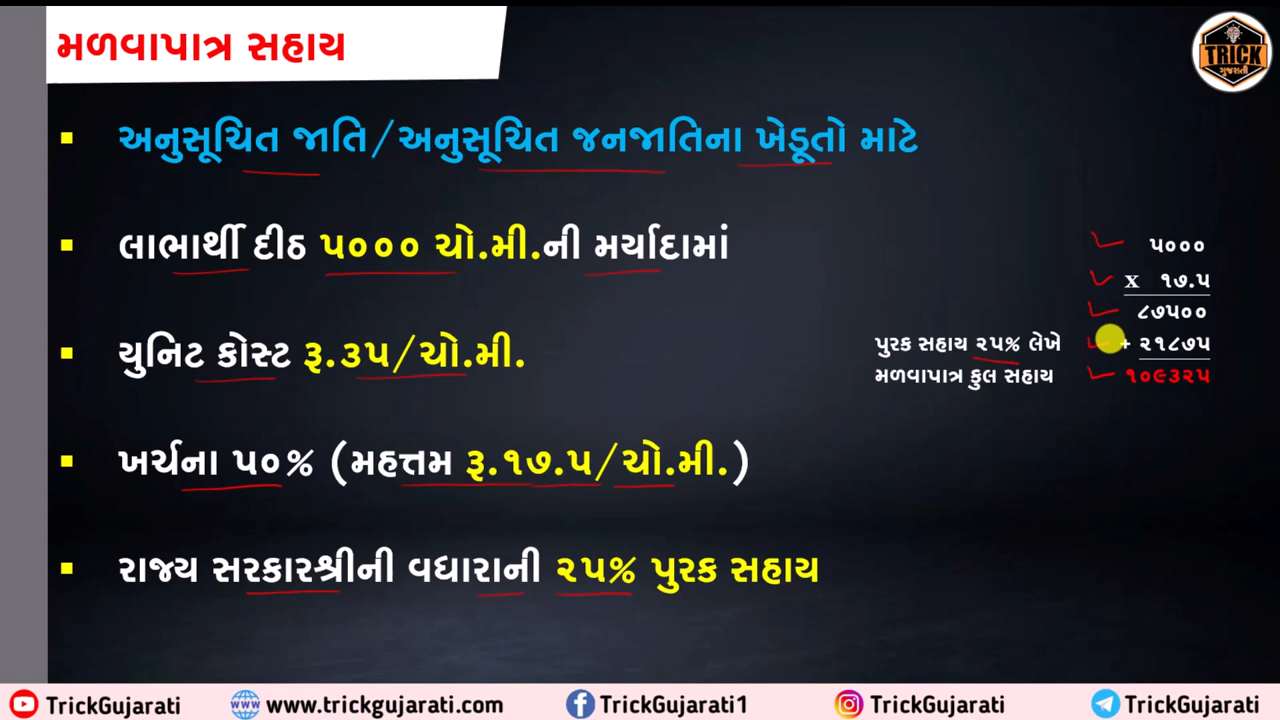 મળવાપાત્ર સહાય
TRICK
ગુજરાતી
▪ અનુસૂચિત જાતિ/અનુસૂચિત જનજાતિના ખેડૂતો માટે
▪ લાભાર્થી દીઠ ૫૦૦૦ ચો.મી.ની મર્યાદામાં
▪ યુનિટ કોસ્ટ રૂ.૩૫/ચો.મી.
▪ ખર્ચના ૫૦% (મહત્તમ રૂ.૧૭.૫/ચો.મી.)
▪ રાજ્ય સરકારશ્રીની વધારાની ૨૫% પુરક સહાય
૫૦૦૦
x ૧૭.૫
૮૭૫૦૦
પુરક સહાય ૨૫% લેખે + ૨૧૮૭૫
મળવાપાત્ર કુલ સહાય ૧૦૯૩૨૫
TrickGujarati
www www.trickgujarati.com
TrickGujarati1
TrickGujarati
TrickGujarati